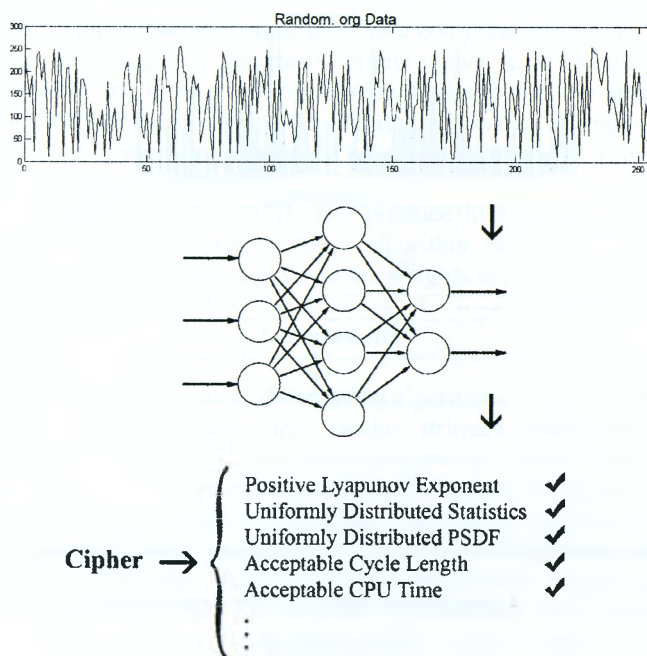 Random. org Data
300
250
200
150
100
50
0
0 50 100 150 200 250
Positive Lyapunov Exponent ✓
Uniformly Distributed Statistics ✓
Uniformly Distributed PSDF ✓
Cipher → Acceptable Cycle Length ✓
Acceptable CPU Time ✓